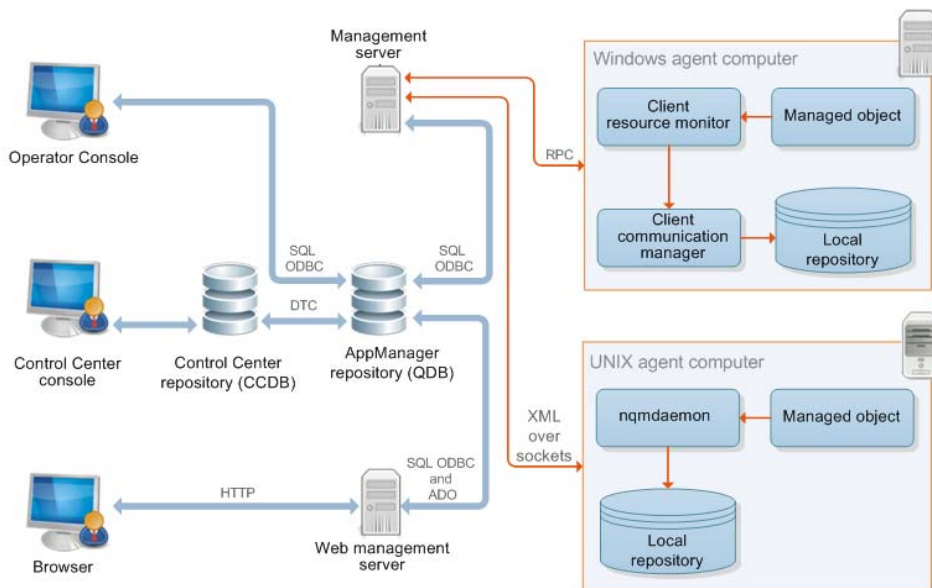 Management
server
Operator Console
SQL
ODBC
SQL
ODBC
Control Center
console
Control Center
repository (CCDB)
DTC
AppManager
repository (QDB)
Browser
HTTP
SQL ODBC
and
ADO
Web management
server
RPC
XML
over
sockets
Windows agent computer
Client
resource monitor
Managed object
Client
communication
manager
Local
repository
UNIX agent computer
nqmdaemon
Managed object
Local
repository